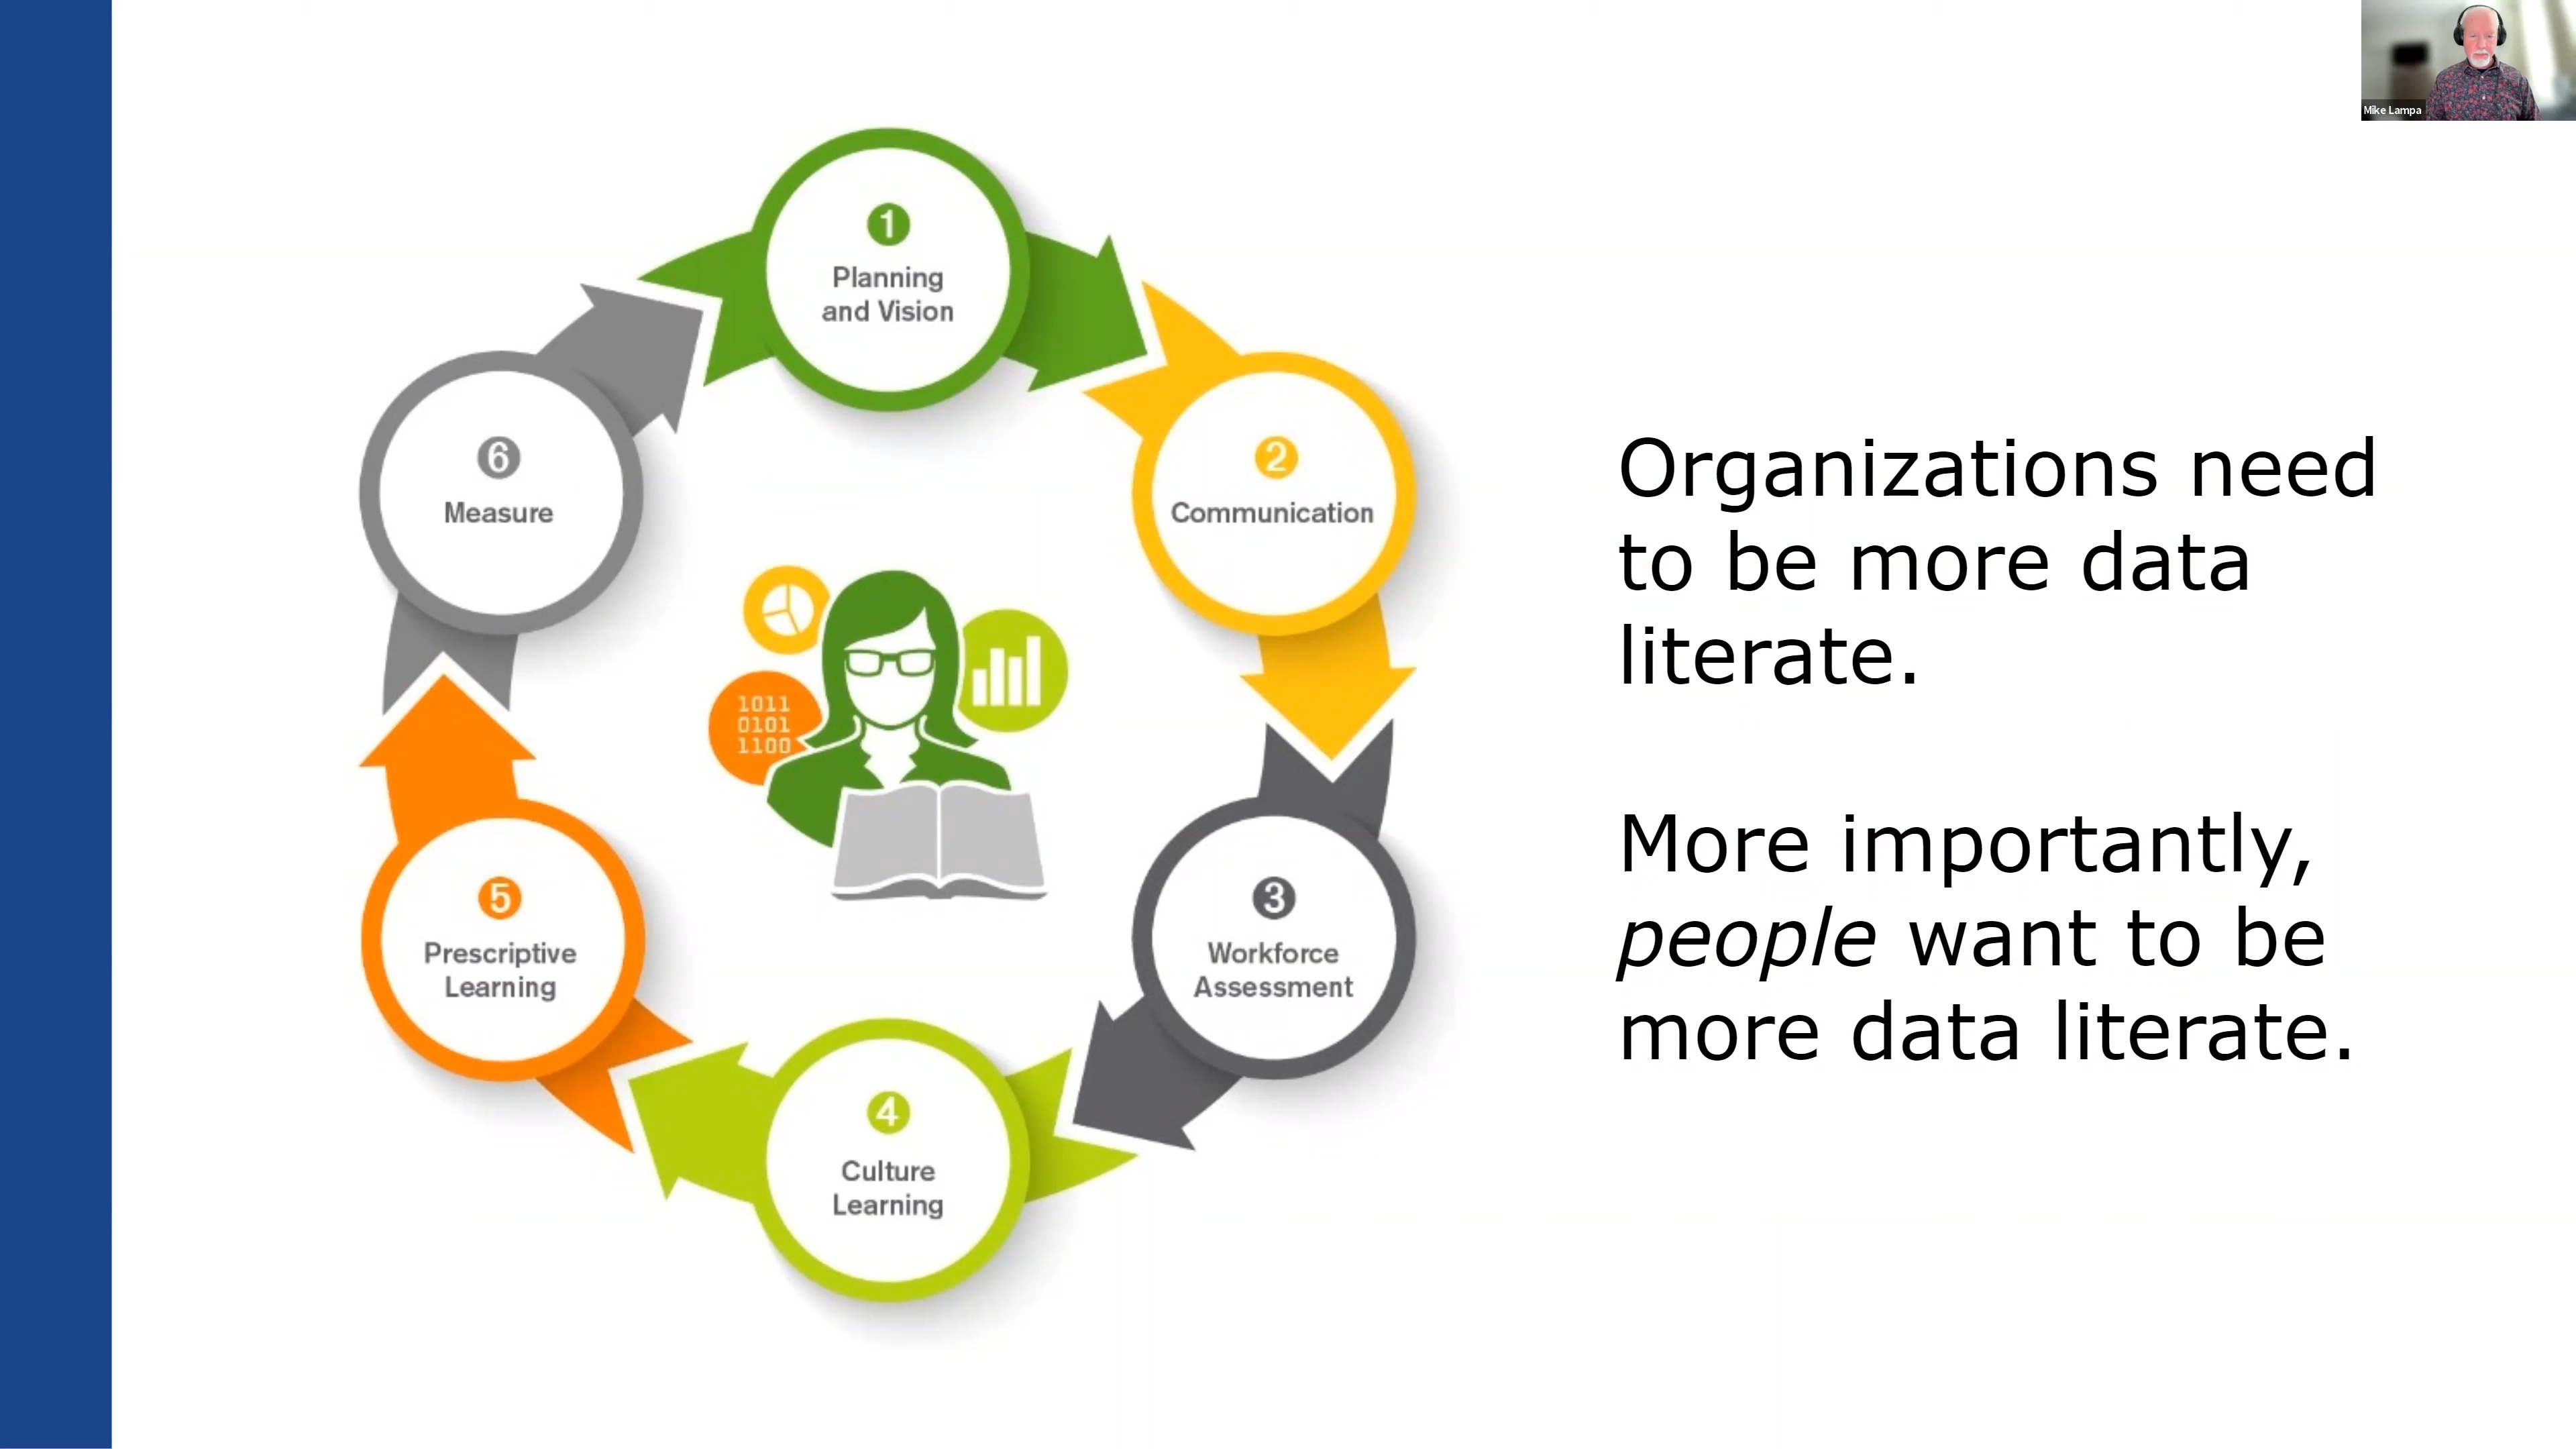 Mike Lampa
1
Planning
and Vision
2
Communication
3
Workforce
Assessment
4
Culture
Learning
5
Prescriptive
Learning
6
Measure
1011
0101
1100
Organizations need
to be more data
literate.
More importantly,
people want to be
more data literate.